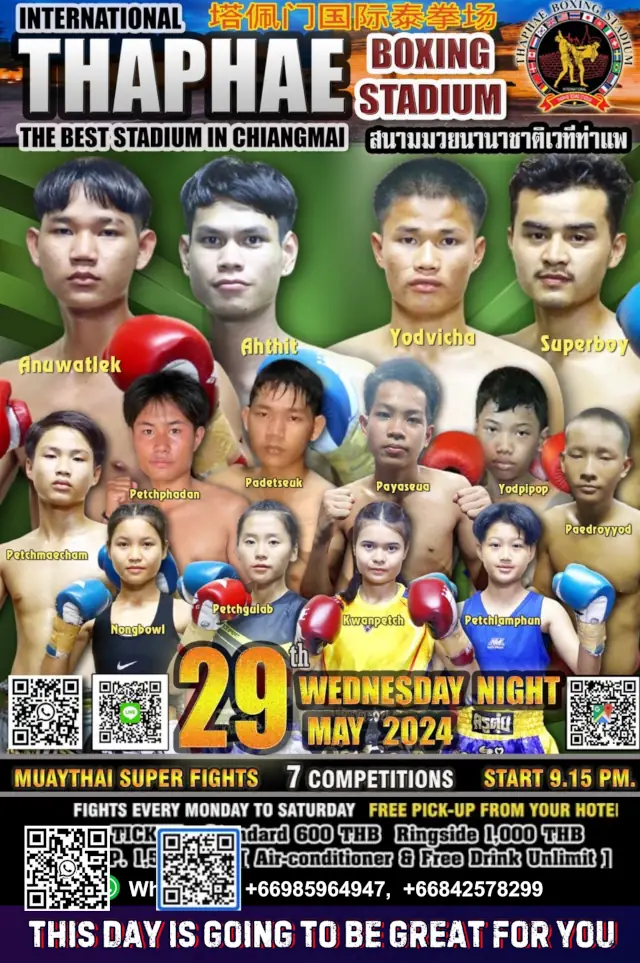 INTERNATIONAL
塔佩门国际泰拳场
THAPHAE
BOXING
STADIUM
THE BEST STADIUM IN CHIANGMAI
สนามมวยนานาชาติเวทีท่าแพ
THAPHAE BOXING STADIUM
Anuwatlek
Ahthit
Yodvicha
Superboy
Petchphadan
Padetseuk
Payaseua
Yodpipop
Paedroyyod
Petchmaecham
Nongbowl
Petchgulab
Kwanpetch
Petchlamphun
29th
WEDNESDAY NIGHT
MAY 2024
MUAYTHAI SUPER FIGHTS 7 COMPETITIONS START 9.15 PM.
FIGHTS EVERY MONDAY TO SATURDAY FREE PICK-UP FROM YOUR HOTEl
Standard 600 THB Ringside 1,000 THB
[ Air-conditioner & Free Drink Unlimit ]
+66985964947, +66842578299
THIS DAY IS GOING TO BE GREAT FOR YOU